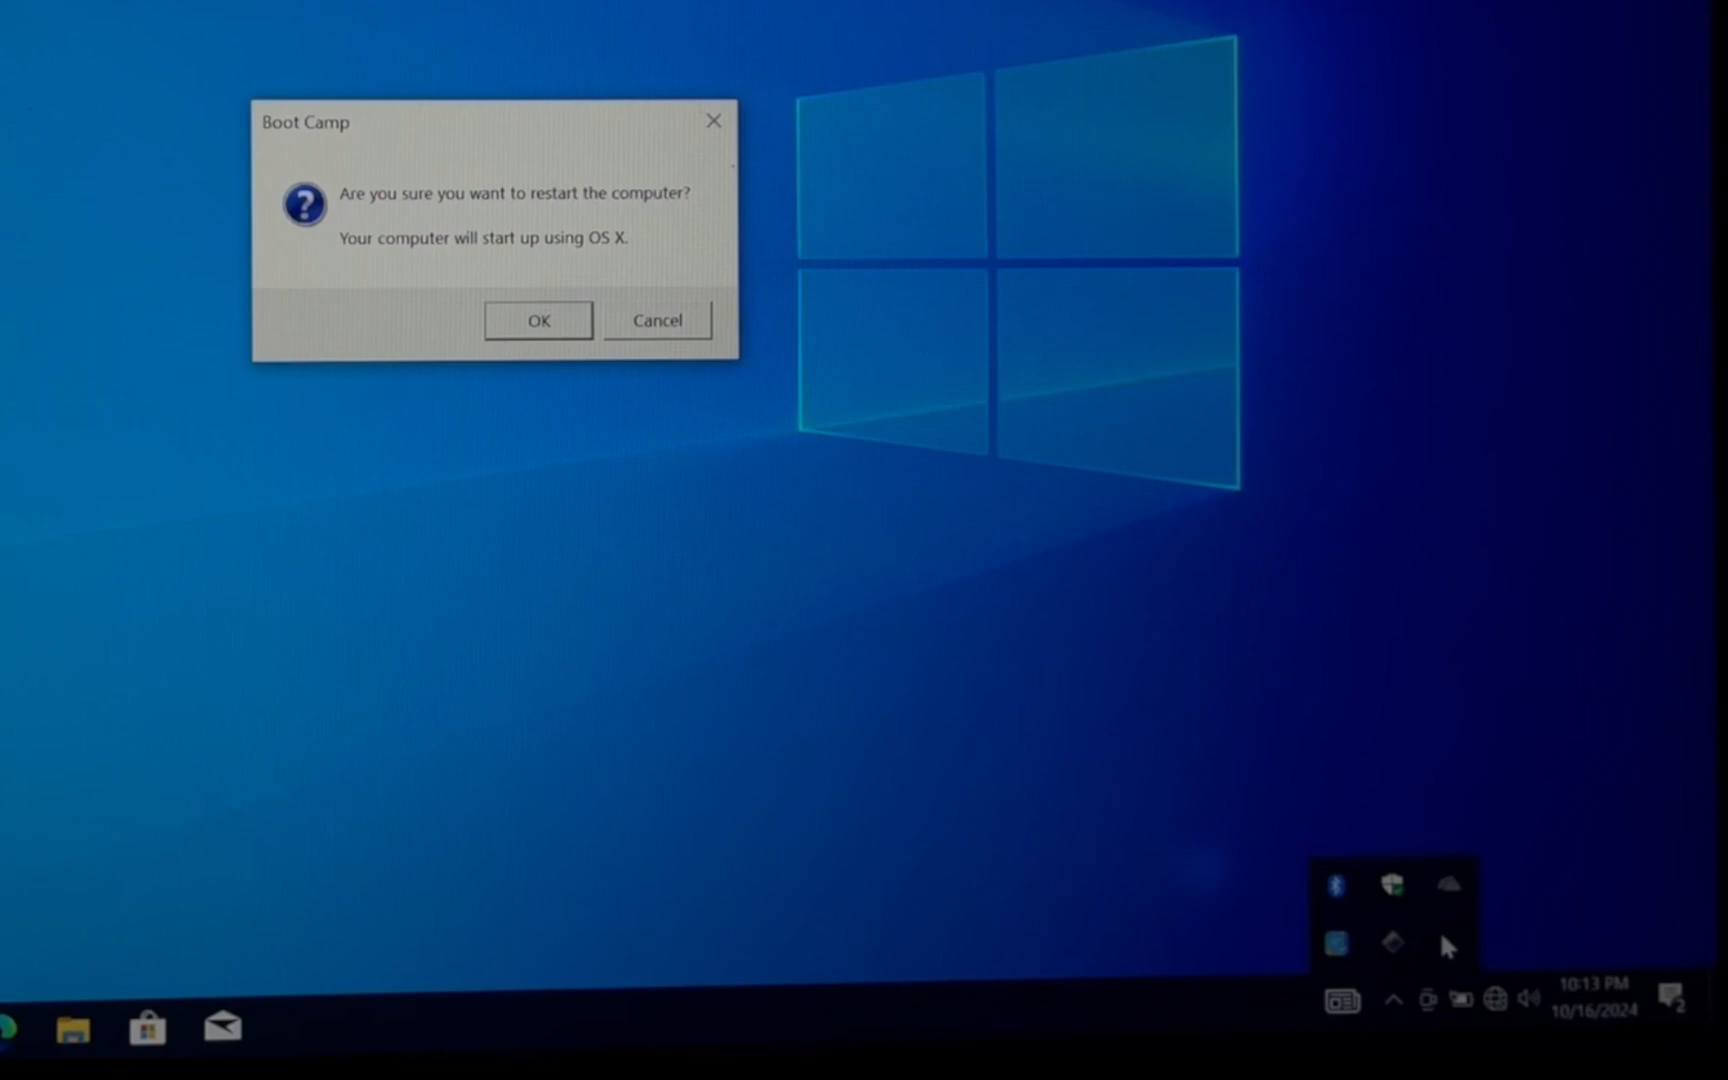 Boot Camp
Are you sure you want to restart the computer?
Your computer will start up using OS X.
OK
Cancel
10:13 PM
10/16/2024
2